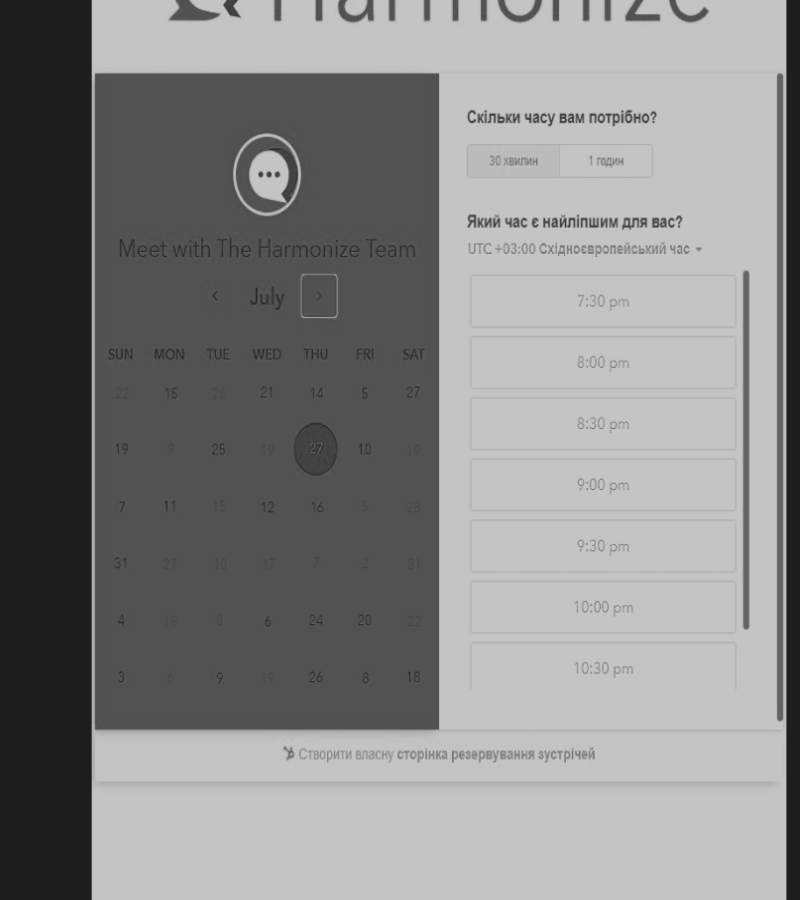 Harmonize
Meet with The Harmonize Team
July
SUN MON TUE WED THU FRI SAT
22 15 26 21 14 5 27
19 9 25 19 27 10 19
7 11 15 12 16 5 28
31 27 10 17 7 2 31
4 19 8 6 24 20 22
3 6 9 19 26 8 18
Скільки часу вам потрібно?
30 хвилин 1 годин
Який час є найліпшим для вас?
UTC +03:00 Східноєвропейський час
7:30 pm
8:00 pm
8:30 pm
9:00 pm
9:30 pm
10:00 pm
10:30 pm
Створити власну сторінка резервування зустрічей